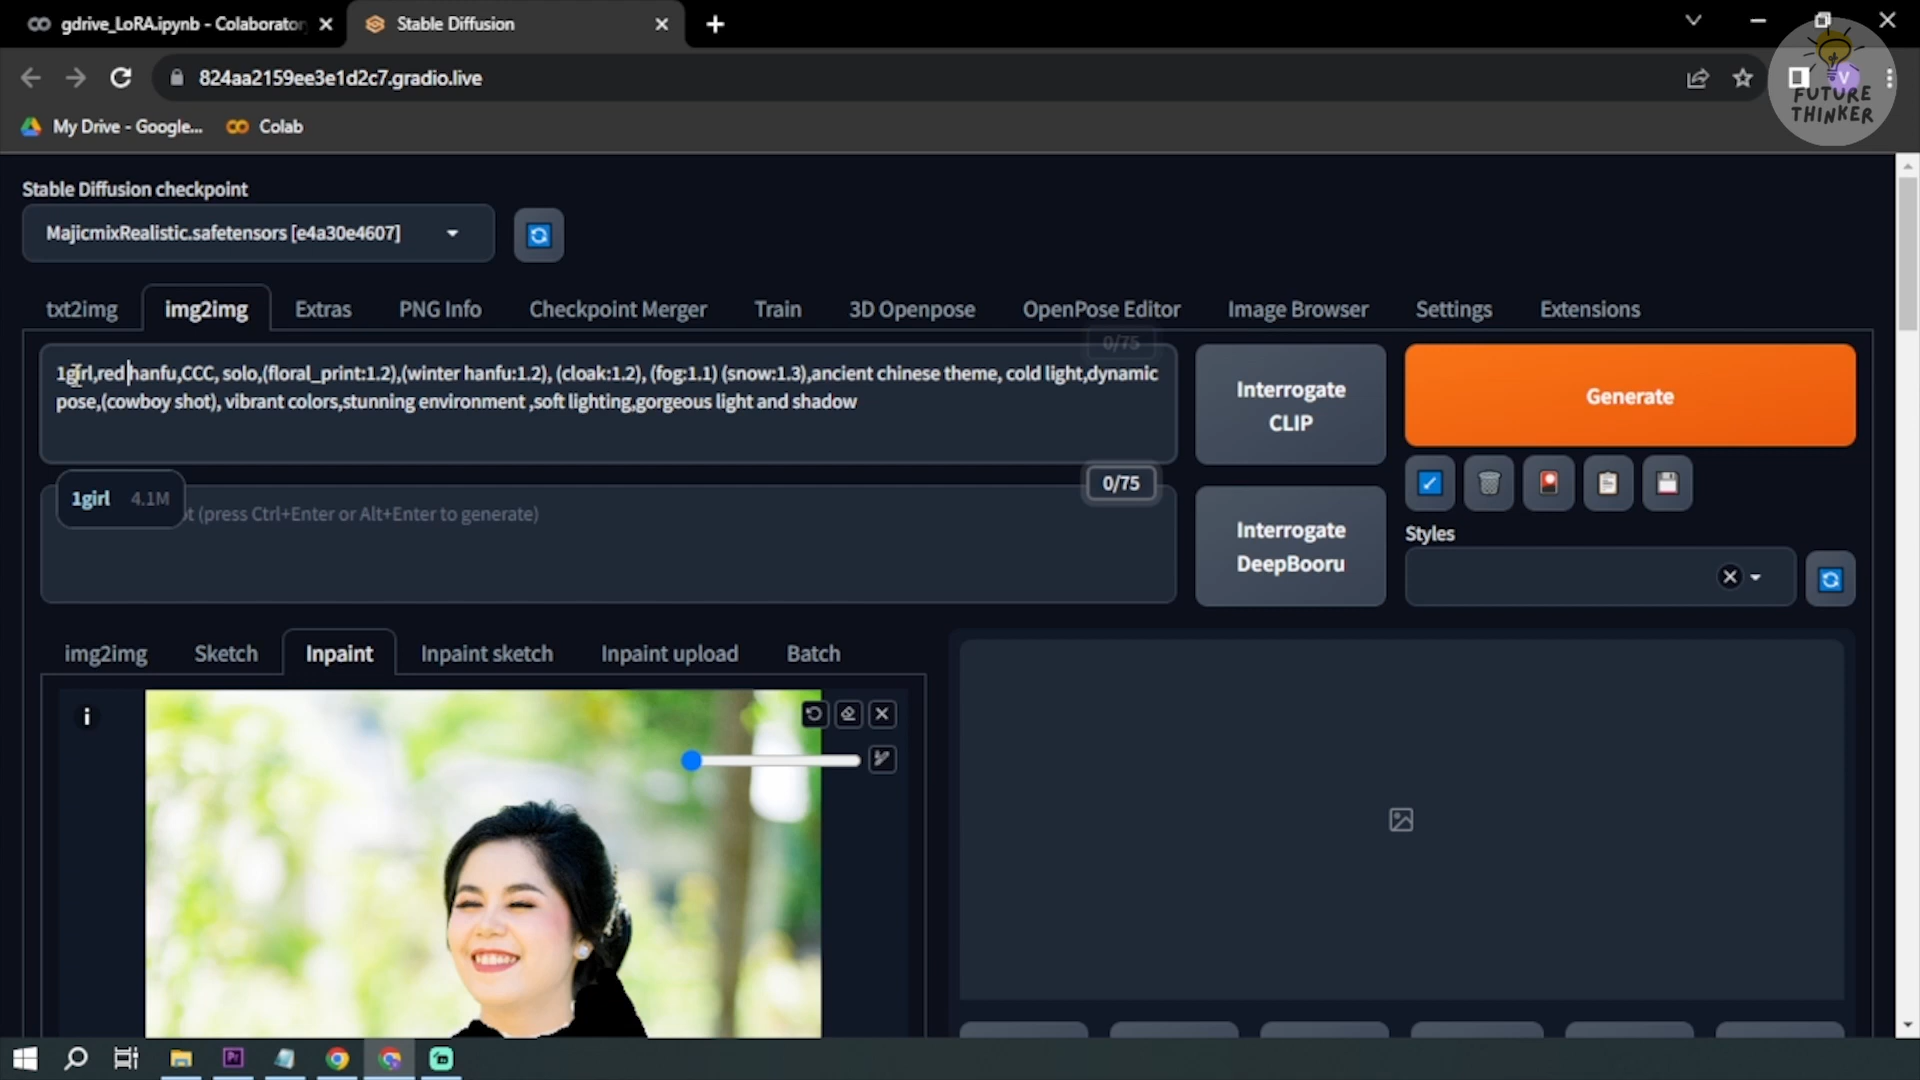 gdrive_LoRA.ipynb - Colaborator
Stable Diffusion
824aa2159ee3e1d2c7.gradio.live
V
FUTURE
THINKER
My Drive - Google...
Colab
Stable Diffusion checkpoint
MajicmixRealistic.safetensors [e4a30e4607]
txt2img
img2img
Extras
PNG Info
Checkpoint Merger
Train
3D Openpose
OpenPose Editor
Image Browser
Settings
Extensions
0/75
1girl,red hanfu,CCC, solo,(floral_print:1.2),(winter hanfu:1.2), (cloak:1.2), (fog:1.1) (snow:1.3),ancient chinese theme, cold light,dynamic
pose,(cowboy shot), vibrant colors,stunning environment ,soft lighting,gorgeous light and shadow
Interrogate
CLIP
Generate
0/75
1girl 4.1M
t (press Ctrl+Enter or Alt+Enter to generate)
Interrogate
DeepBooru
Styles
img2img
Sketch
Inpaint
Inpaint sketch
Inpaint upload
Batch
i
Pr